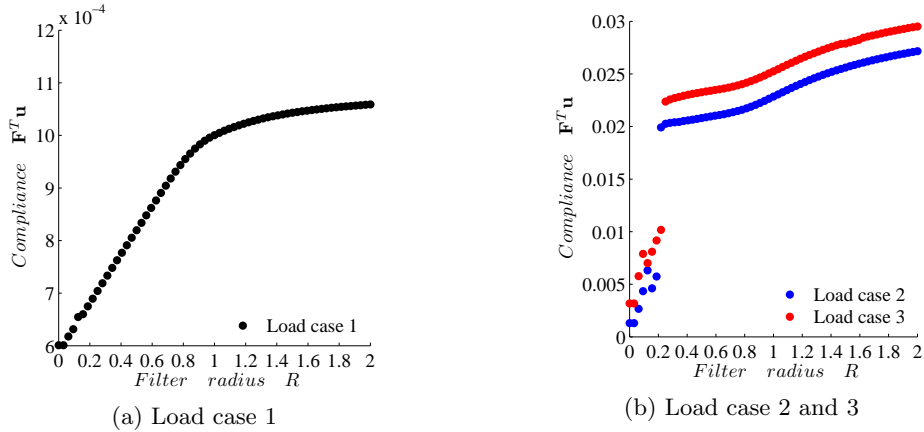 x 10⁻⁴
12
10
8
7
6
0 0.2 0.4 0.6 0.8 1 1.2 1.4 1.6 1.8 2
Compliance Fᵀu
Filter radius R
Load case 1
(a) Load case 1
0.03
0.025
0.02
0.015
0.01
0.005
0
0 0.2 0.4 0.6 0.8 1 1.2 1.4 1.6 1.8 2
Compliance Fᵀu
Filter radius R
Load case 2
Load case 3
(b) Load case 2 and 3